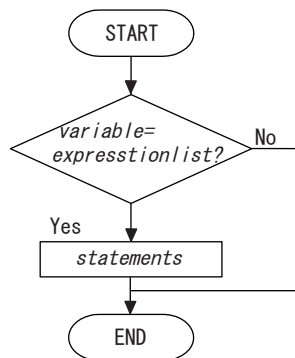 START
variable=
expresstionlist?
No
Yes
statements
END